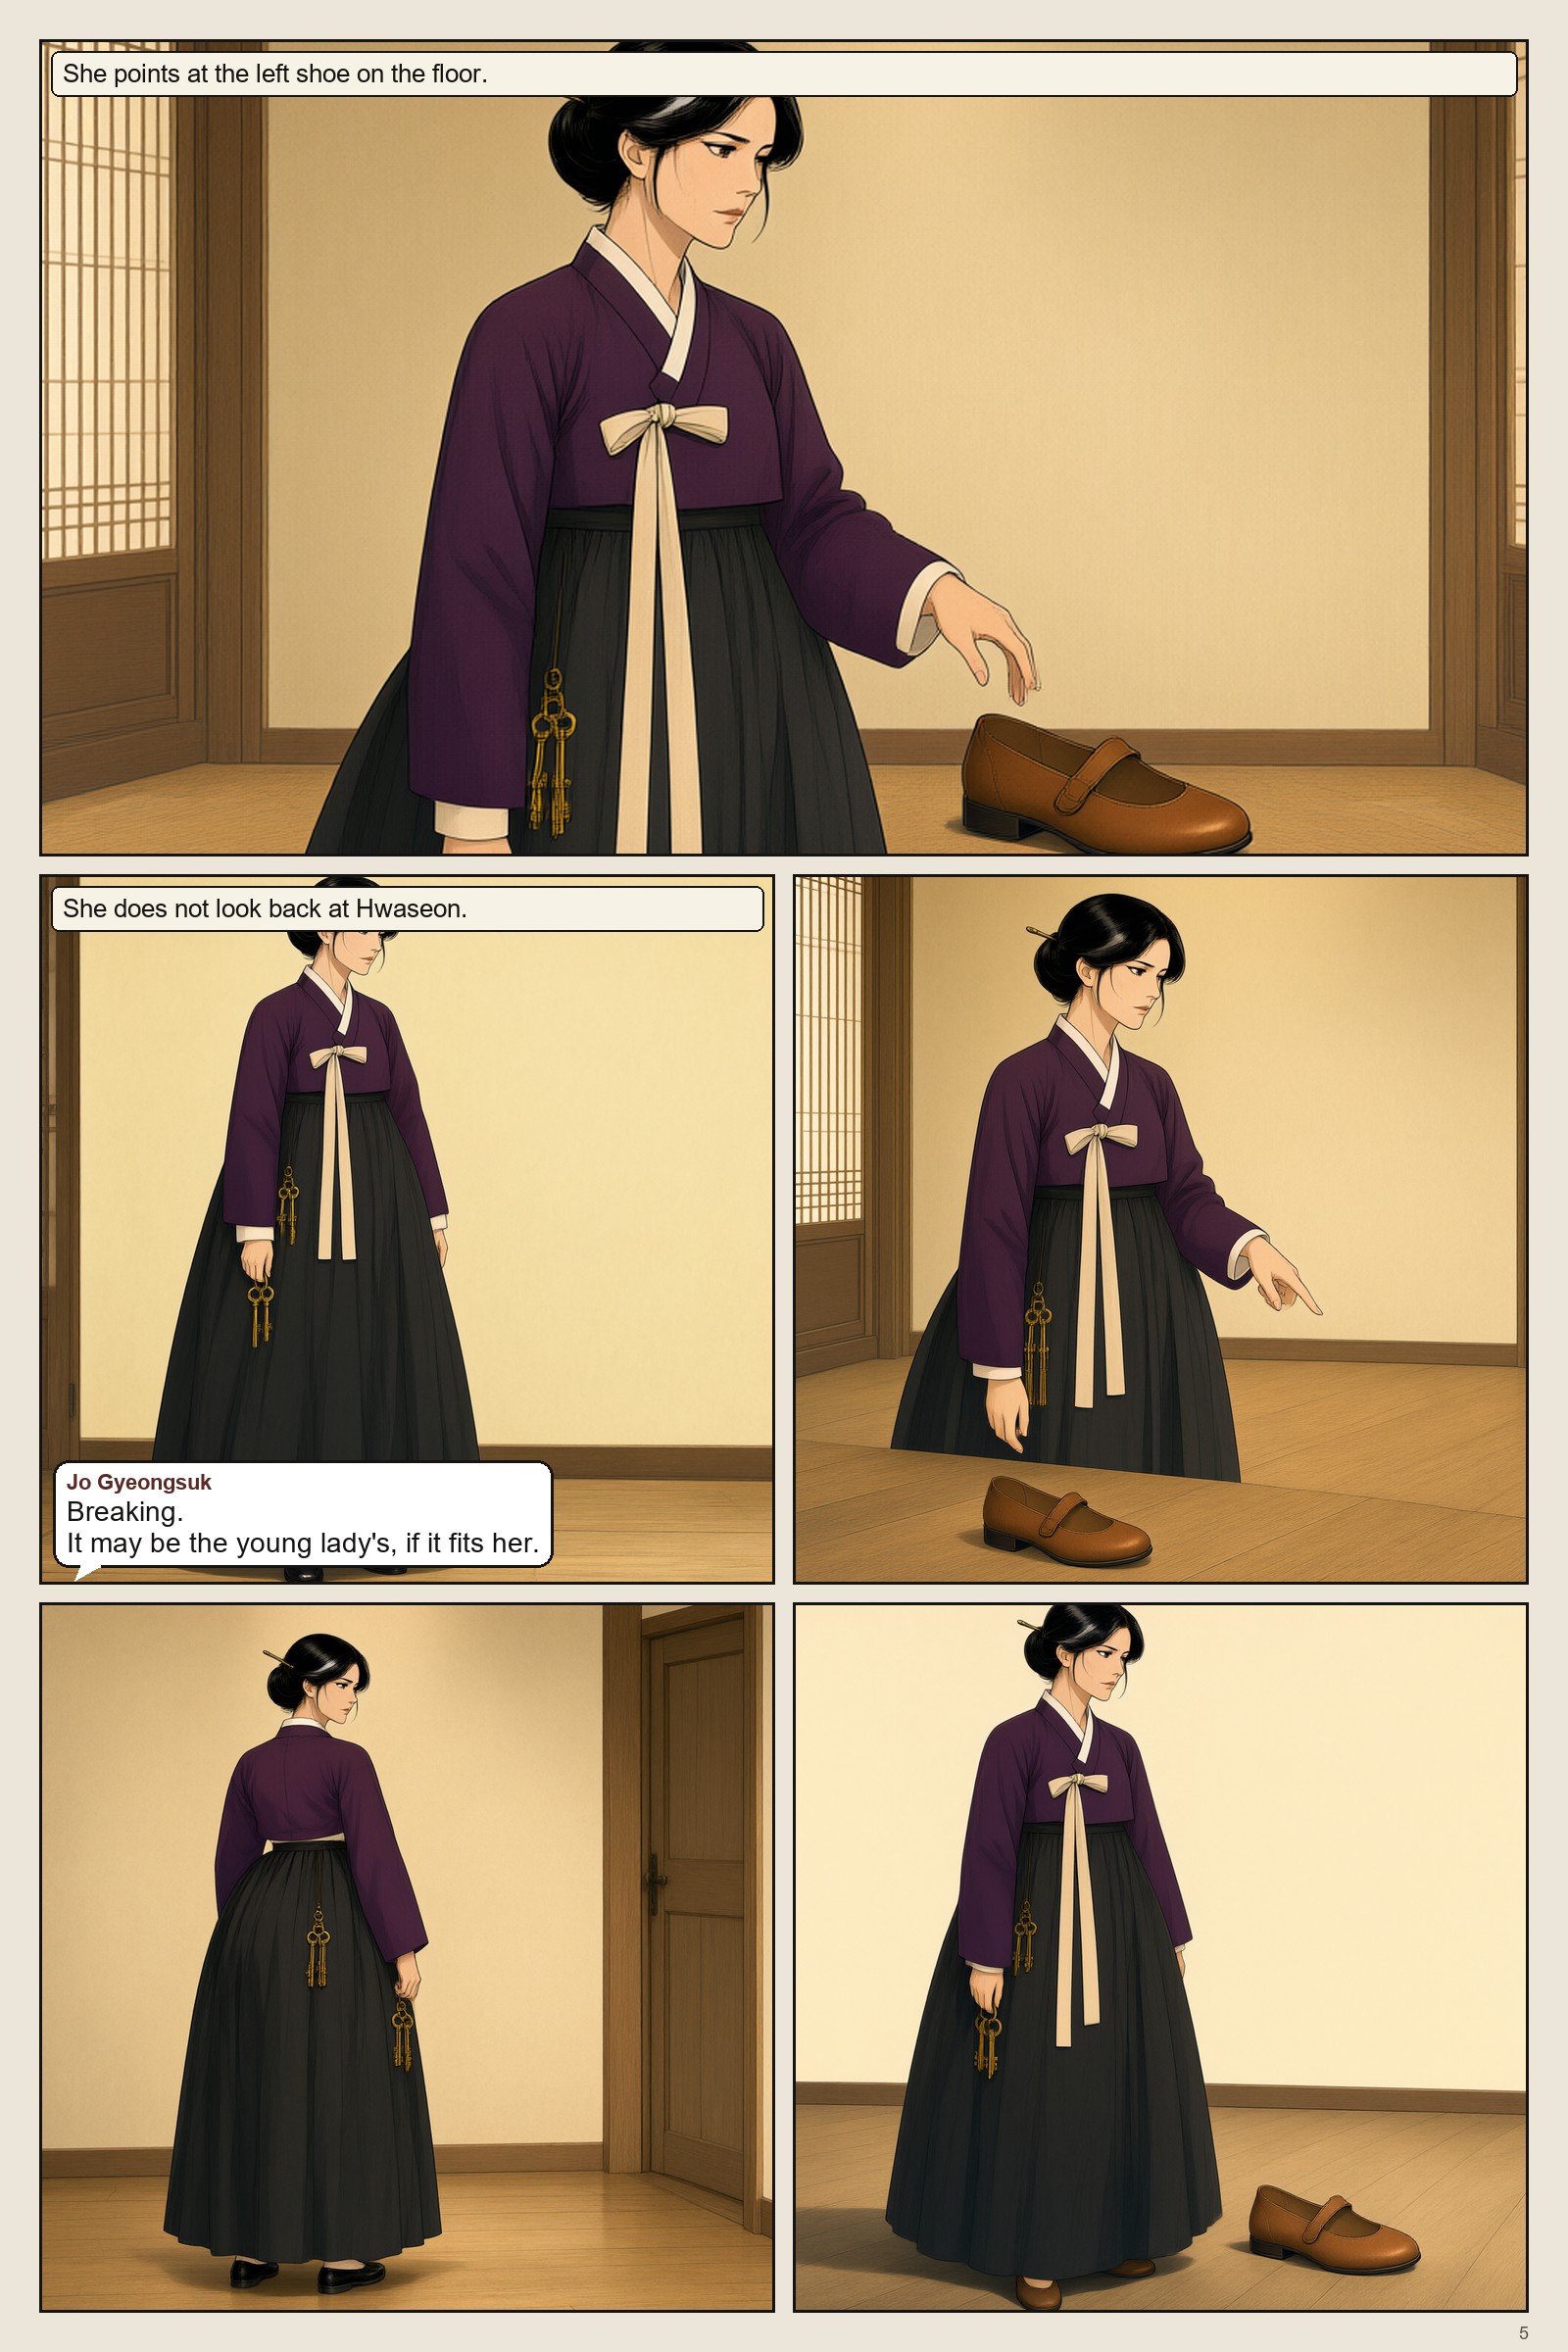 She points at the left shoe on the floor.
She does not look back at Hwaseon.
Jo Gyeongsuk
Breaking.
It may be the young lady's, if it fits her.
5